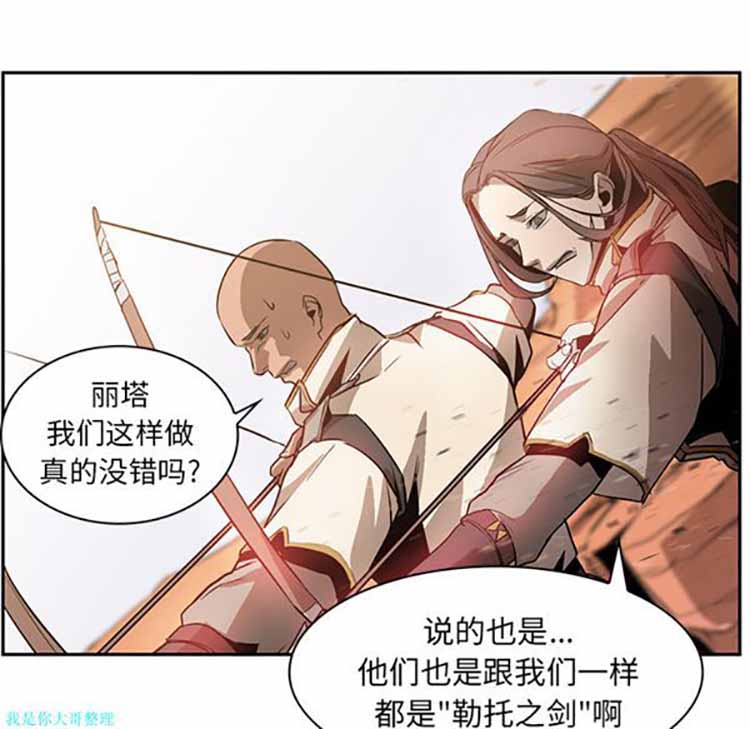 丽塔
我们这样做
真的没错吗?
说的也是...
他们也是跟我们一样
都是"勒托之剑"啊
我是你大哥整理